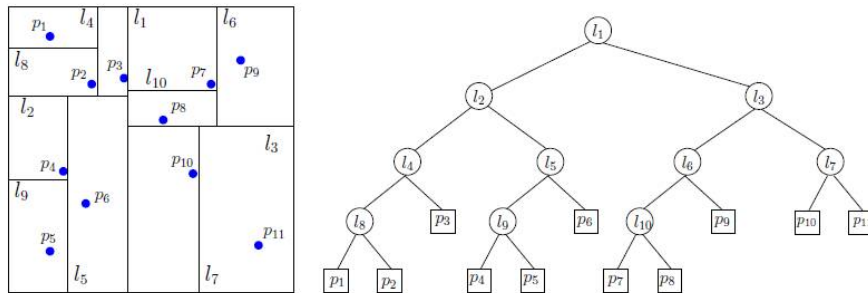 p1 l4 l1 l6
l8 p2 p3 l10 p7 p9
l2 p8
l3
p4 p10
l9 p6
p5 p11
l5 l7
l1
l2 l3
l4 l5 l6 l7
l8 p3 l9 p6 l10 p9 p10 p11
p1 p2 p4 p5 p7 p8